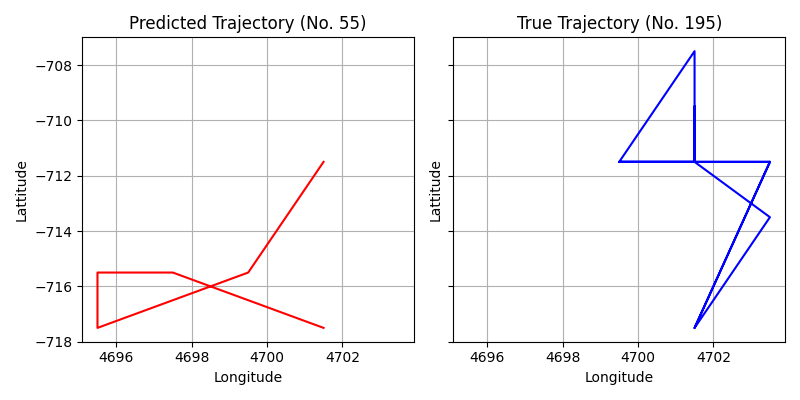 Predicted Trajectory (No. 55)
True Trajectory (No. 195)
Lattitude
−708
−710
−712
−714
−716
−718
4696
4698
4700
4702
Longitude
Lattitude
4696
4698
4700
4702
Longitude